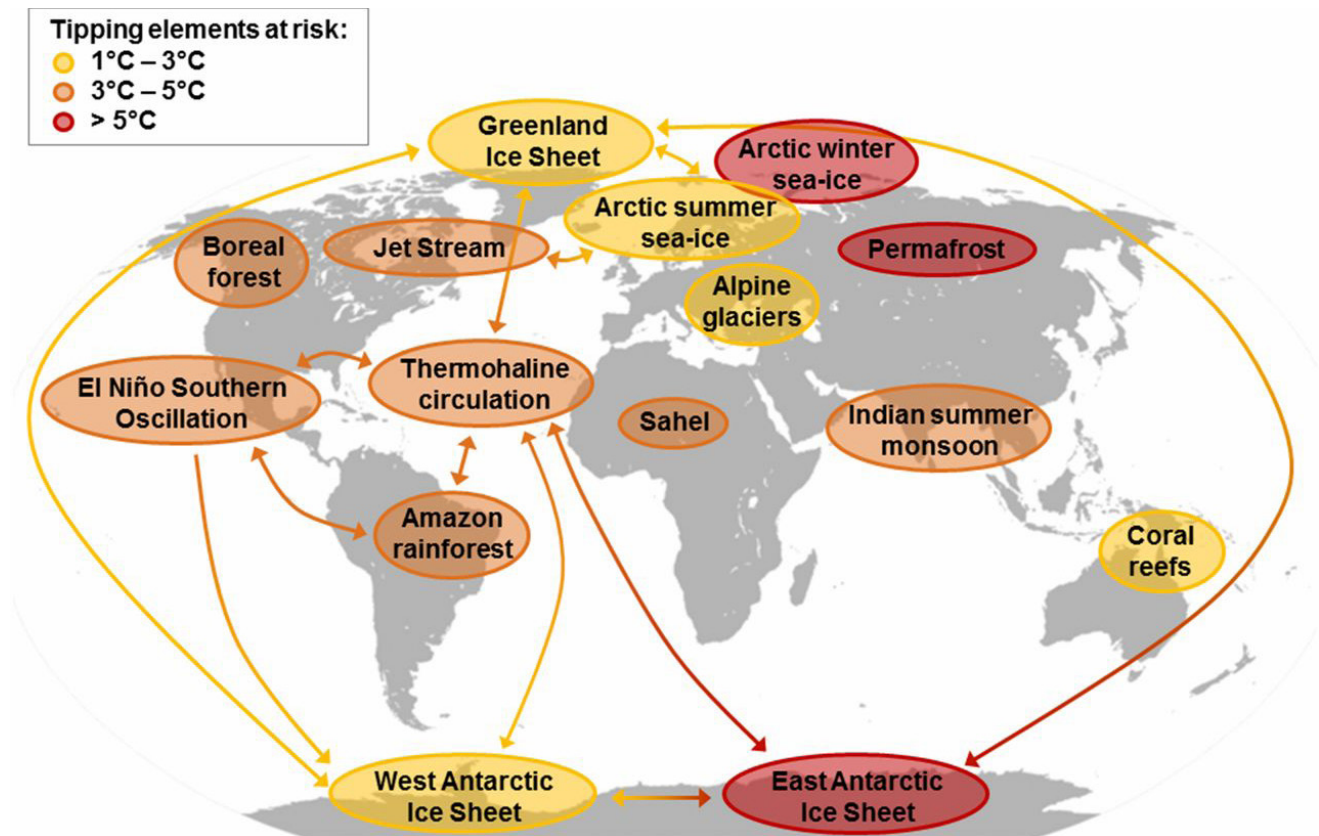 Tipping elements at risk:
1°C – 3°C
3°C – 5°C
> 5°C
Greenland
Ice Sheet
Arctic winter
sea-ice
Arctic summer
sea-ice
Boreal
forest
Jet Stream
Permafrost
Alpine
glaciers
El Niño Southern
Oscillation
Thermohaline
circulation
Sahel
Indian summer
monsoon
Amazon
rainforest
Coral
reefs
West Antarctic
Ice Sheet
East Antarctic
Ice Sheet